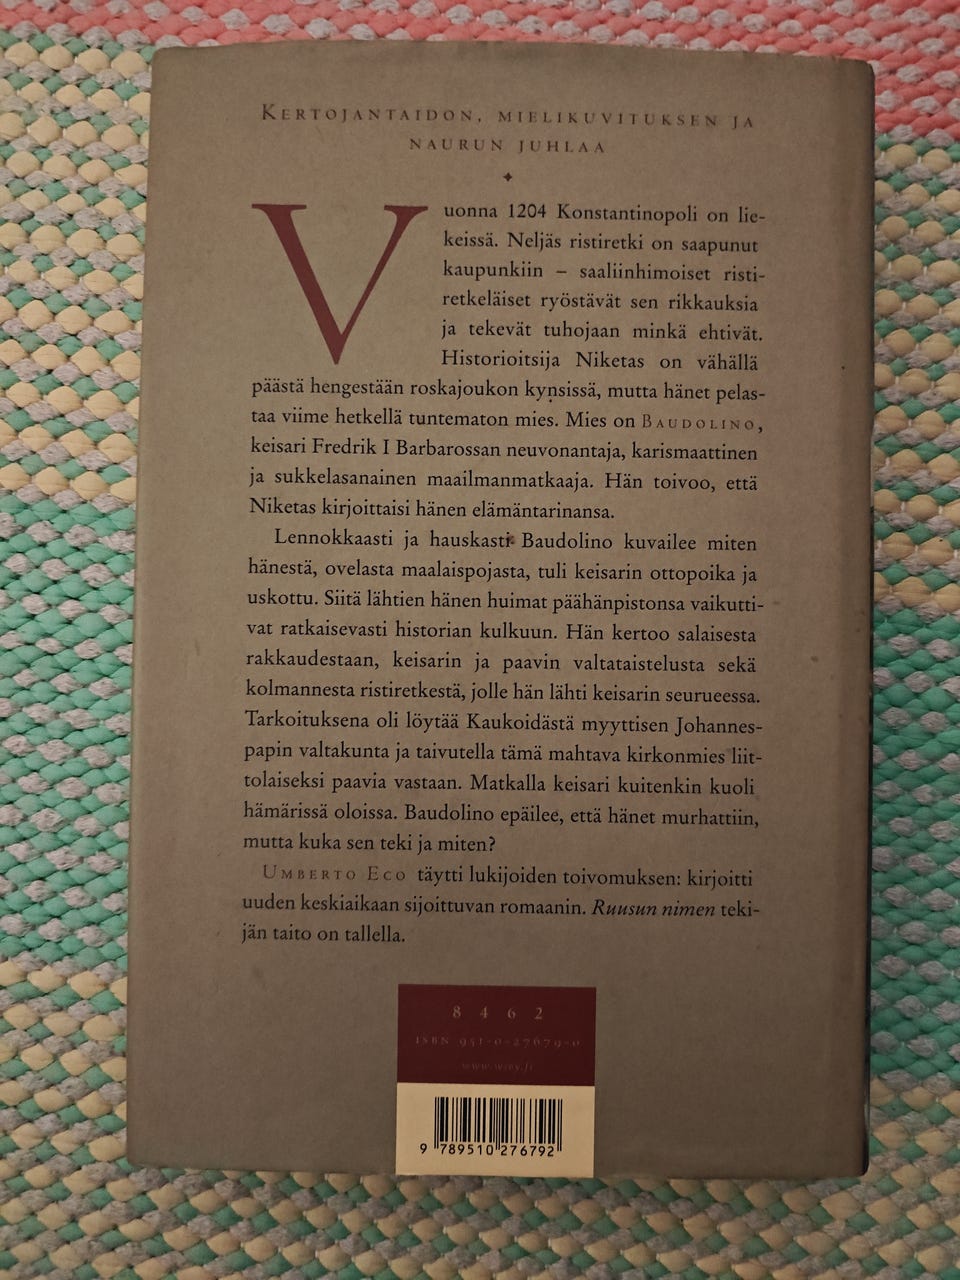 KERTOJANTAIDON, MIELIKUVITUKSEN JA
NAURUN JUHLAA
Vuonna 1204 Konstantinopoli on lie-
keissä. Neljäs ristiretki on saapunut
kaupunkiin – saaliinhimoiset risti-
retkeläiset ryöstävät sen rikkauksia
ja tekevät tuhojaan minkä ehtivät.
Historioitsija Niketas on vähällä
päästä hengestään roskajoukon kynsissä, mutta hänet pelas-
taa viime hetkellä tuntematon mies. Mies on BAUDOLINO,
keisari Fredrik I Barbarossan neuvonantaja, karismaattinen
ja sukkelasanainen maailmanmatkaaja. Hän toivoo, että
Niketas kirjoittaisi hänen elämäntarinansa.
Lennokkaasti ja hauskasti Baudolino kuvailee miten
hänestä, ovelasta maalaispojasta, tuli keisarin ottopoika ja
uskottu. Siitä lähtien hänen huimat päähänpistonsa vaikutti-
vat ratkaisevasti historian kulkuun. Hän kertoo salaisesta
rakkaudestaan, keisarin ja paavin valtataistelusta sekä
kolmannesta ristiretkestä, jolle hän lähti keisarin seurueessa.
Tarkoituksena oli löytää Kaukoidästä myyttisen Johannes-
papin valtakunta ja taivutella tämä mahtava kirkonmies liit-
tolaiseksi paavia vastaan. Matkalla keisari kuitenkin kuoli
hämärissä oloissa. Baudolino epäilee, että hänet murhattiin,
mutta kuka sen teki ja miten?
UMBERTO ECO täytti lukijoiden toivomuksen: kirjoitti
uuden keskiaikaan sijoittuvan romaanin. Ruusun nimen teki-
jän taito on tallella.
8462
ISBN 951-0-27679-0
www.wsoy.fi
9 789510 276792